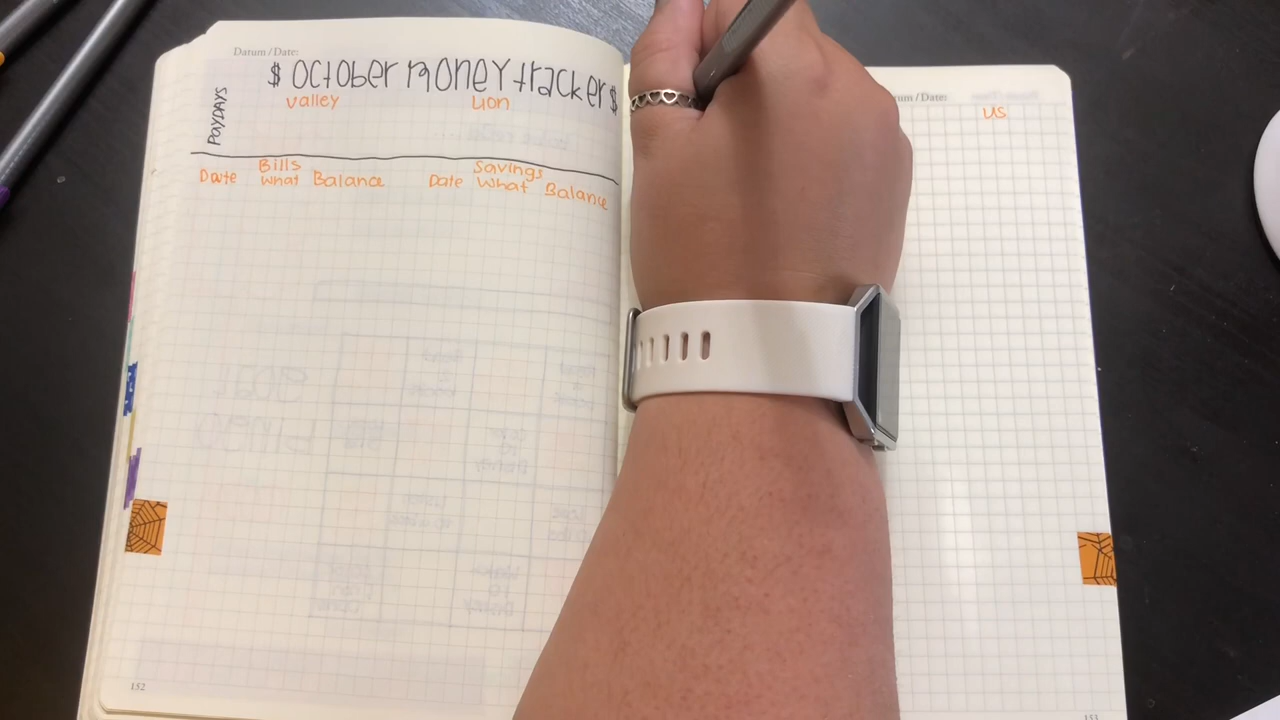 Datum / Date:
$ OCtober money tracker $
PAYDAYS
valley Lion
Bills Savings
Date What Balance Date What Balance
152
um / Date:
us
153